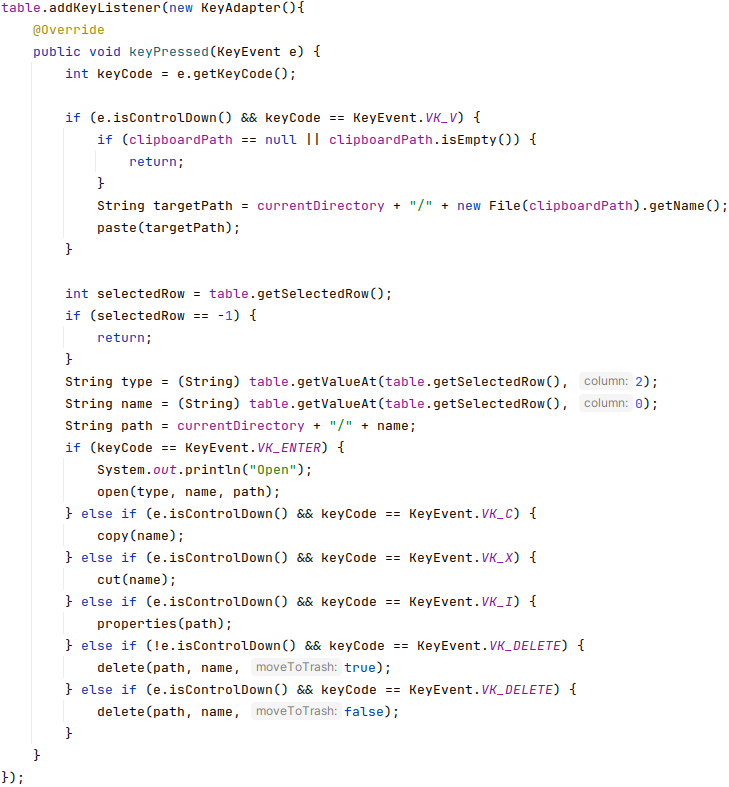 table.addKeyListener(new KeyAdapter(){
    @Override
    public void keyPressed(KeyEvent e) {
        int keyCode = e.getKeyCode();

        if (e.isControlDown() && keyCode == KeyEvent.VK_V) {
            if (clipboardPath == null || clipboardPath.isEmpty()) {
                return;
            }
            String targetPath = currentDirectory + "/" + new File(clipboardPath).getName();
            paste(targetPath);
        }

        int selectedRow = table.getSelectedRow();
        if (selectedRow == -1) {
            return;
        }
        String type = (String) table.getValueAt(table.getSelectedRow(), column: 2);
        String name = (String) table.getValueAt(table.getSelectedRow(), column: 0);
        String path = currentDirectory + "/" + name;
        if (keyCode == KeyEvent.VK_ENTER) {
            System.out.println("Open");
            open(type, name, path);
        } else if (e.isControlDown() && keyCode == KeyEvent.VK_C) {
            copy(name);
        } else if (e.isControlDown() && keyCode == KeyEvent.VK_X) {
            cut(name);
        } else if (e.isControlDown() && keyCode == KeyEvent.VK_I) {
            properties(path);
        } else if (!e.isControlDown() && keyCode == KeyEvent.VK_DELETE) {
            delete(path, name, moveToTrash: true);
        } else if (e.isControlDown() && keyCode == KeyEvent.VK_DELETE) {
            delete(path, name, moveToTrash: false);
        }
    }
});